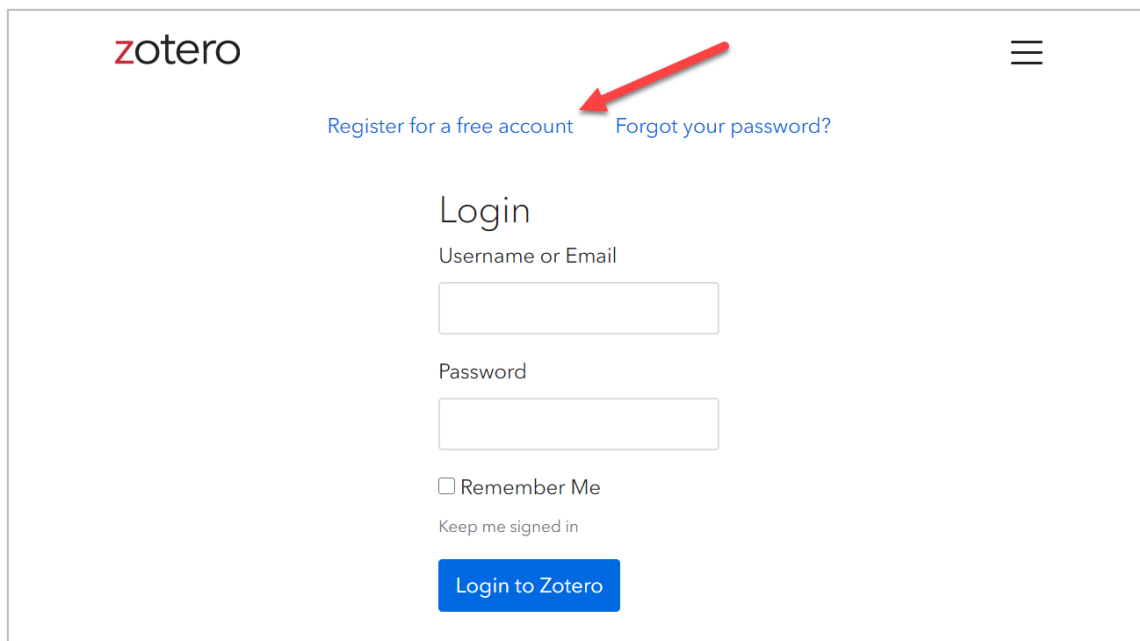 zotero
Register for a free account Forgot your password?
Login
Username or Email
Password
Remember Me
Keep me signed in
Login to Zotero